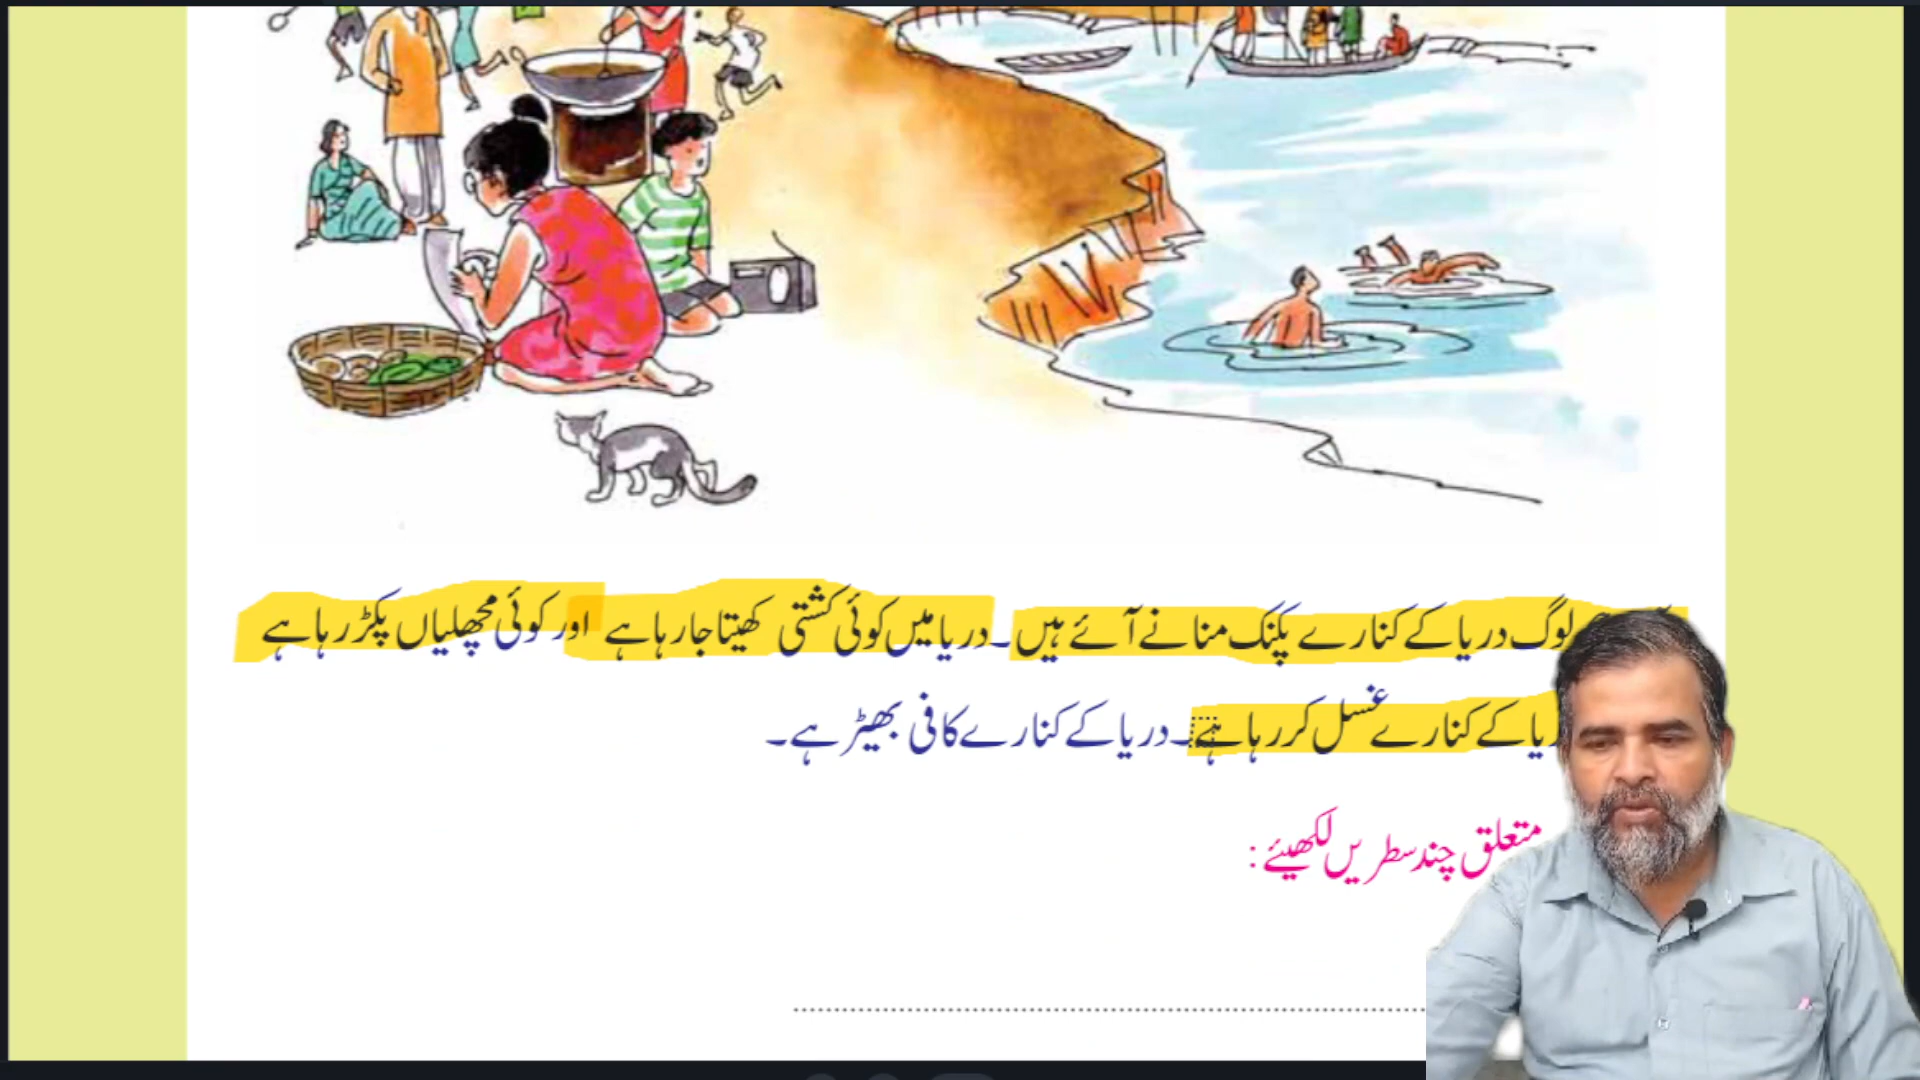 لوگ دریا کے کنارے پکنک منانے آئے ہیں۔ دریا میں کوئی کشتی کھیتا جا رہا ہے اور کوئی مچھلیاں پکڑ رہا ہے
کے کنارے غسل کر رہا ہے۔ دریا کے کنارے کافی بھیڑ ہے۔
متعلق چند سطریں لکھیئے :